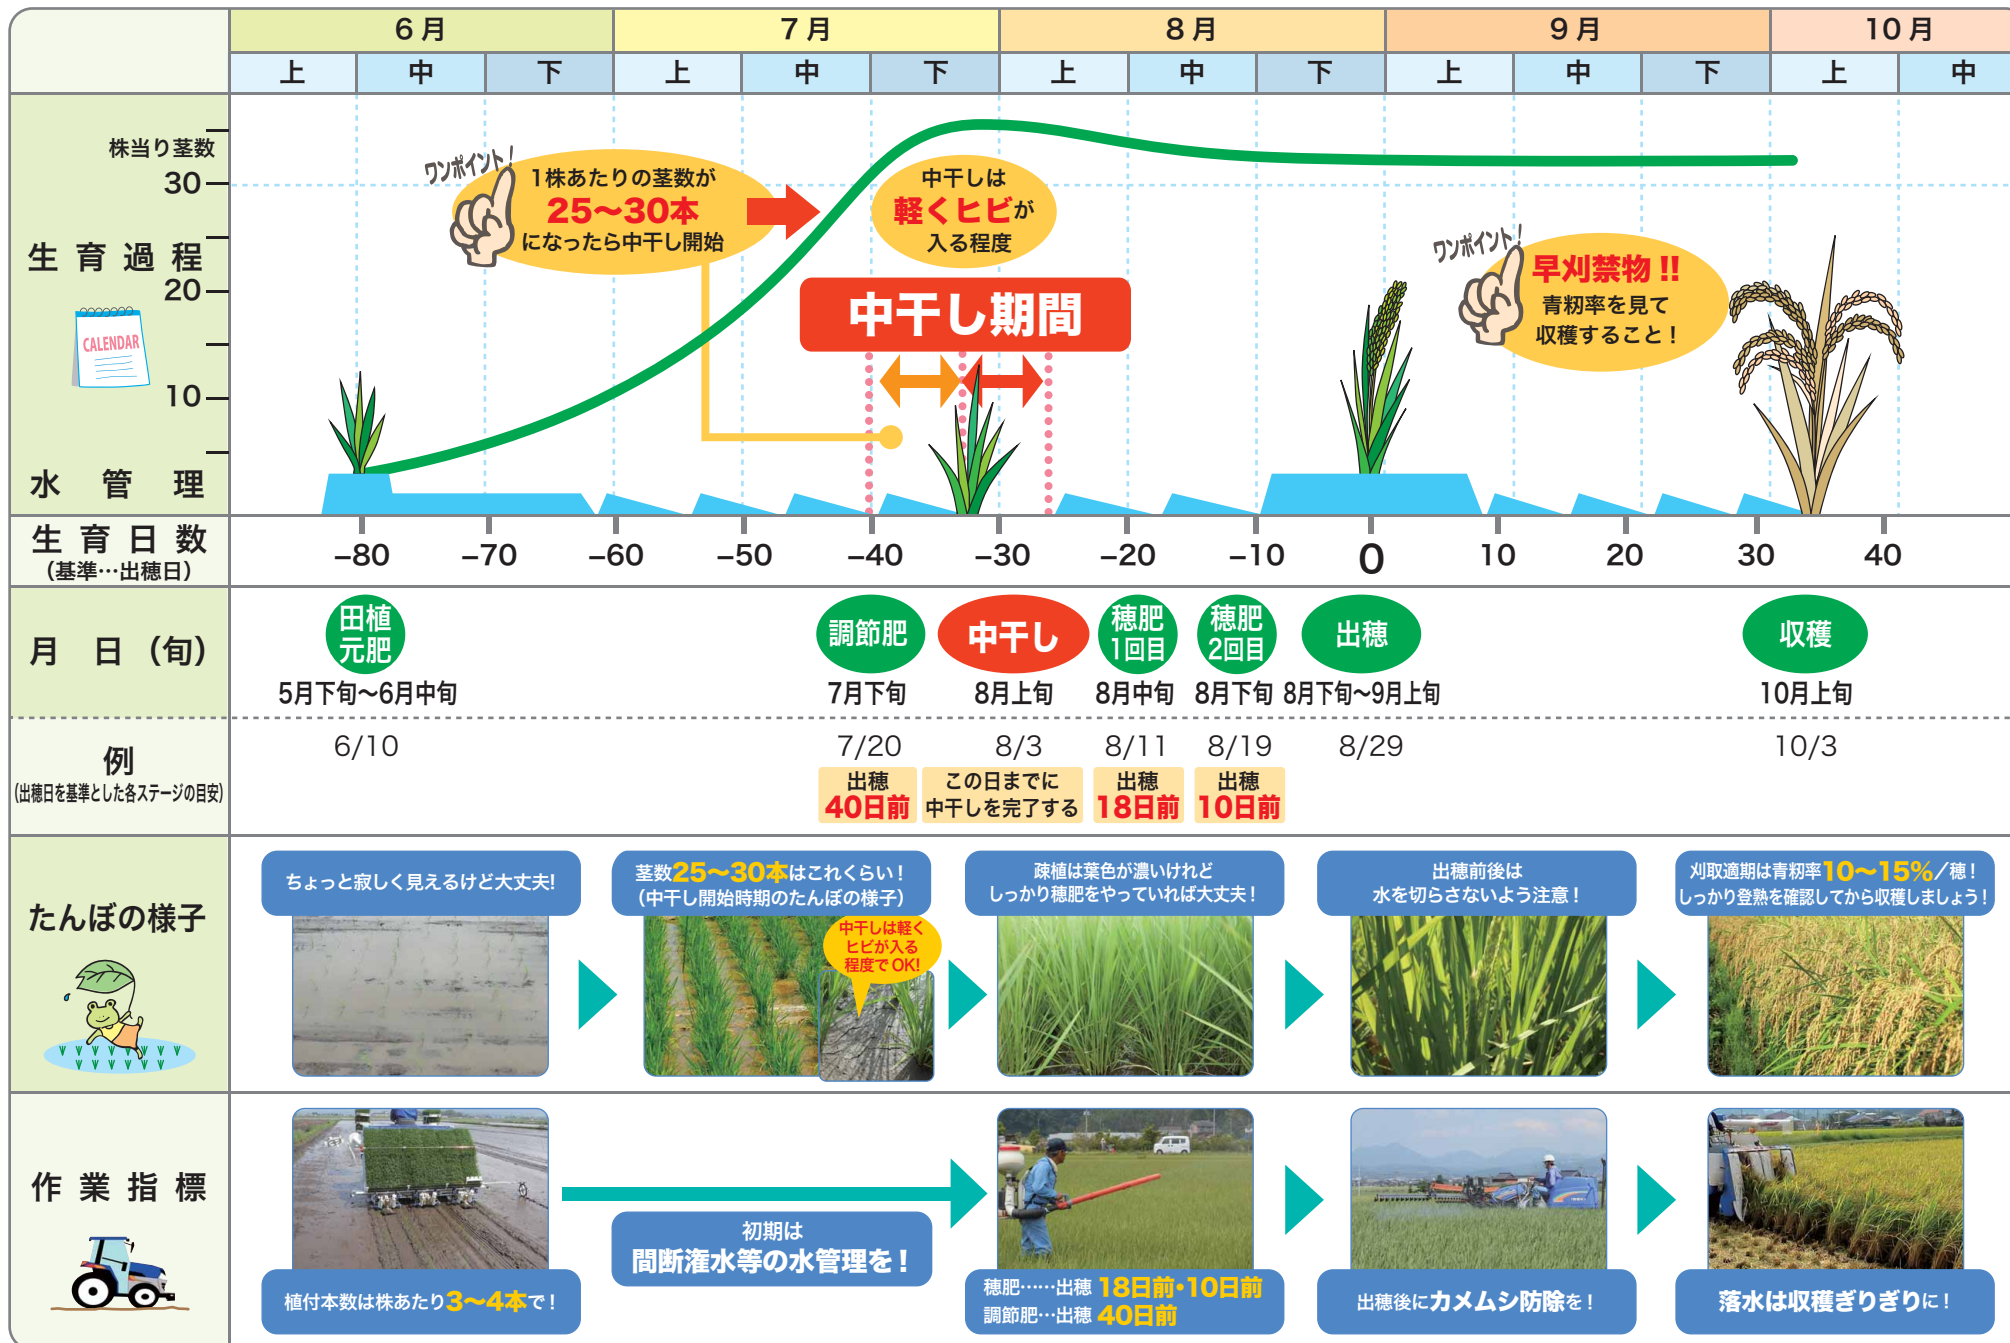 6月
7月
8月
9月
10月
上 中 下 上 中 下 上 中 下 上 中 下 上 中
株当り茎数
30
20
10
生育過程
CALENDAR
水管理
ワンポイント!
1株あたりの茎数が
25〜30本
になったら中干し開始
中干しは
軽くヒビが
入る程度
中干し期間
ワンポイント!
早刈禁物!!
青籾率を見て
収穫すること!
生育日数
(基準…出穂日)
–80 –70 –60 –50 –40 –30 –20 –10 0 10 20 30 40
月 日(旬)
田植
元肥
5月下旬〜6月中旬
調節肥
7月下旬
中干し
8月上旬
穂肥
1回目
8月中旬
穂肥
2回目
8月下旬
出穂
8月下旬〜9月上旬
収穫
10月上旬
例
(出穂日を基準とした各ステージの目安)
6/10
7/20
出穂
40日前
8/3
この日までに
中干しを完了する
8/11
出穂
18日前
8/19
出穂
10日前
8/29
10/3
たんぼの様子
ちょっと寂しく見えるけど大丈夫!
茎数25〜30本はこれくらい!
(中干し開始時期のたんぼの様子)
中干しは軽く
ヒビが入る
程度でOK!
疎植は葉色が濃いけれど
しっかり穂肥をやっていれば大丈夫!
出穂前後は
水を切らさないよう注意!
刈取適期は青籾率10〜15%/穂!
しっかり登熟を確認してから収穫しましょう!
作業指標
植付本数は株あたり3〜4本で!
初期は
間断潅水等の水管理を!
穂肥……出穂 18日前・10日前
調節肥…出穂 40日前
出穂後にカメムシ防除を!
落水は収穫ぎりぎりに!